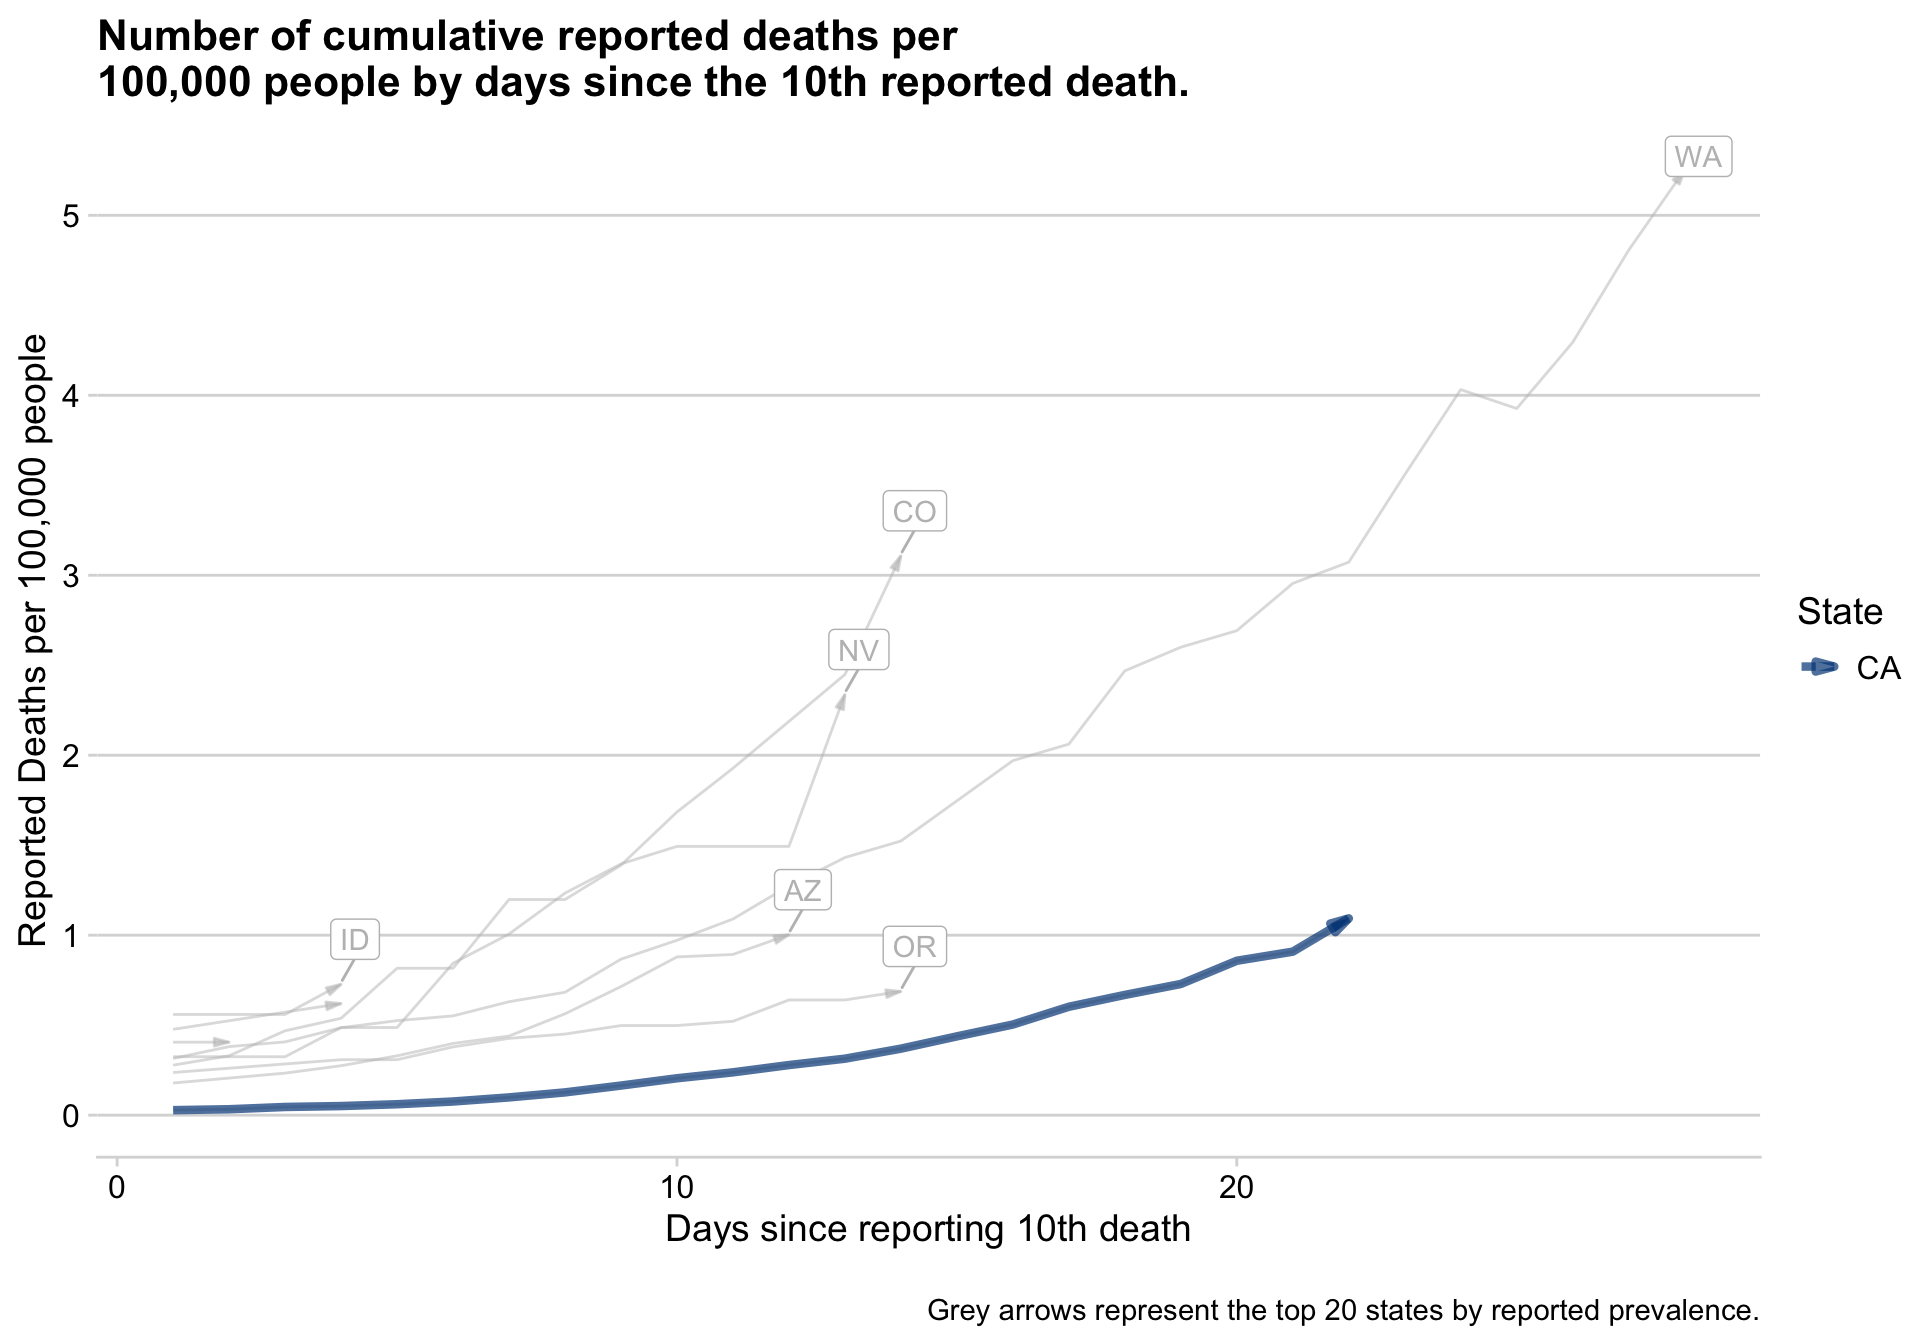 Number of cumulative reported deaths per
100,000 people by days since the 10th reported death.
Reported Deaths per 100,000 people
5
4
3
2
1
0
WA
CO
NV
AZ
ID
OR
State
CA
0
10
20
Days since reporting 10th death
Grey arrows represent the top 20 states by reported prevalence.